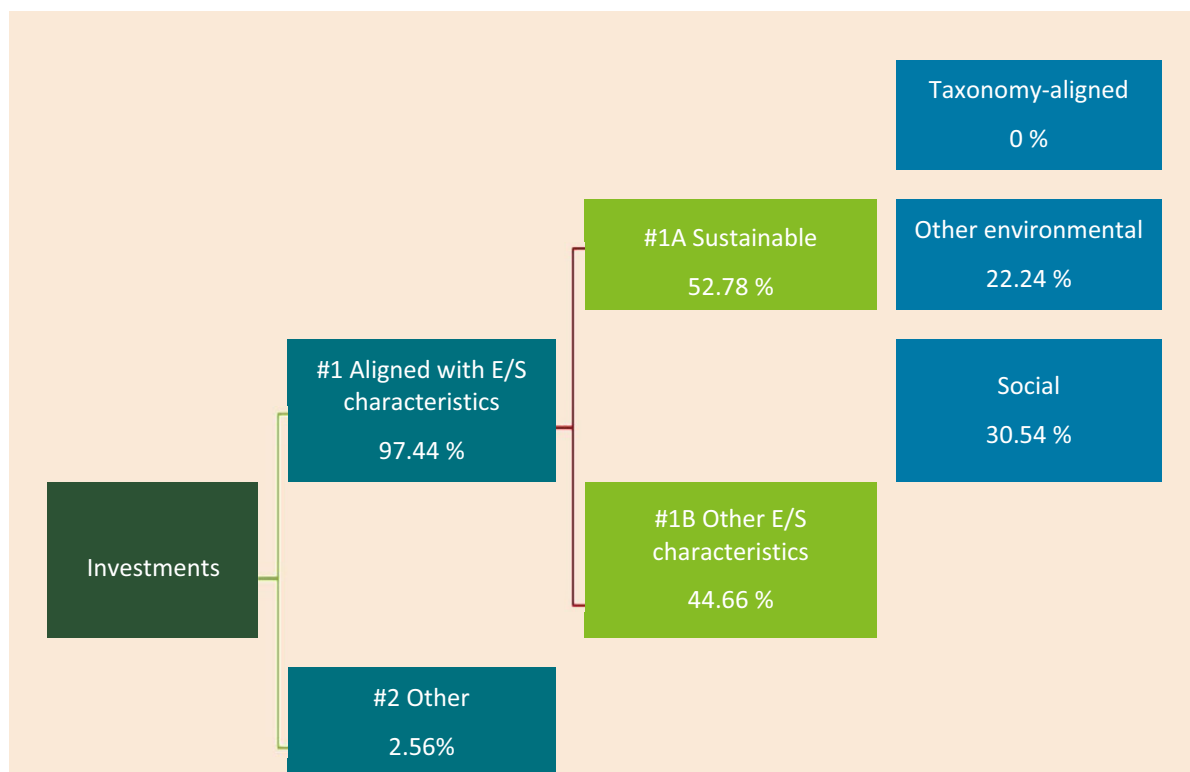 Investments
#1 Aligned with E/S
characteristics
97.44 %
#2 Other
2.56%
#1A Sustainable
52.78 %
#1B Other E/S
characteristics
44.66 %
Taxonomy-aligned
0 %
Other environmental
22.24 %
Social
30.54 %